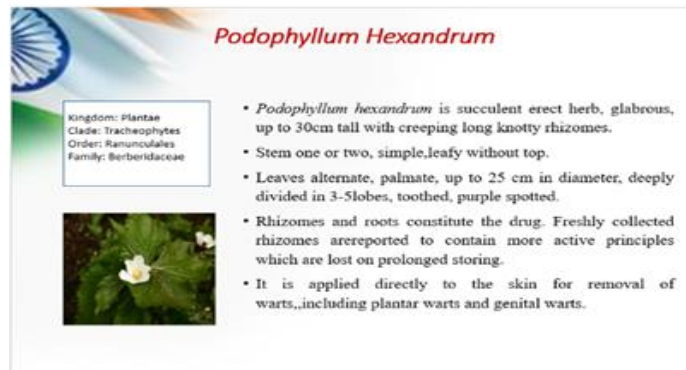 Podophyllum Hexandrum
Kingdom: Plantae
Clade: Tracheophytes
Order: Ranunculales
Family: Berberidaceae
• Podophyllum hexandrum is succulent erect herb, glabrous,
up to 30cm tall with creeping long knotty rhizomes.
• Stem one or two, simple,leafy without top.
• Leaves alternate, palmate, up to 25 cm in diameter, deeply
divided in 3-5lobes, toothed, purple spotted.
• Rhizomes and roots constitute the drug. Freshly collected
rhizomes arereported to contain more active principles
which are lost on prolonged storing.
• It is applied directly to the skin for removal of
warts,,including plantar warts and genital warts.